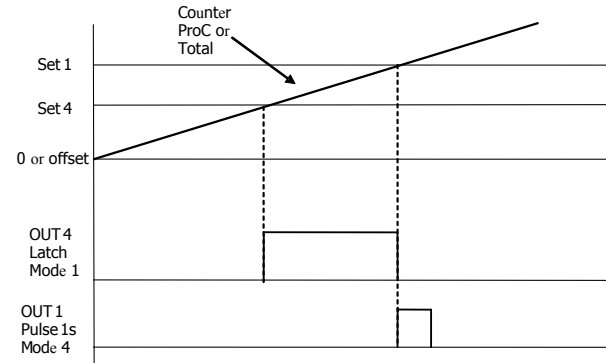 Counter
ProC or
Total
Set 1
Set 4
0 or offset
OUT 4
Latch
Mode 1
OUT 1
Pulse 1s
Mode 4